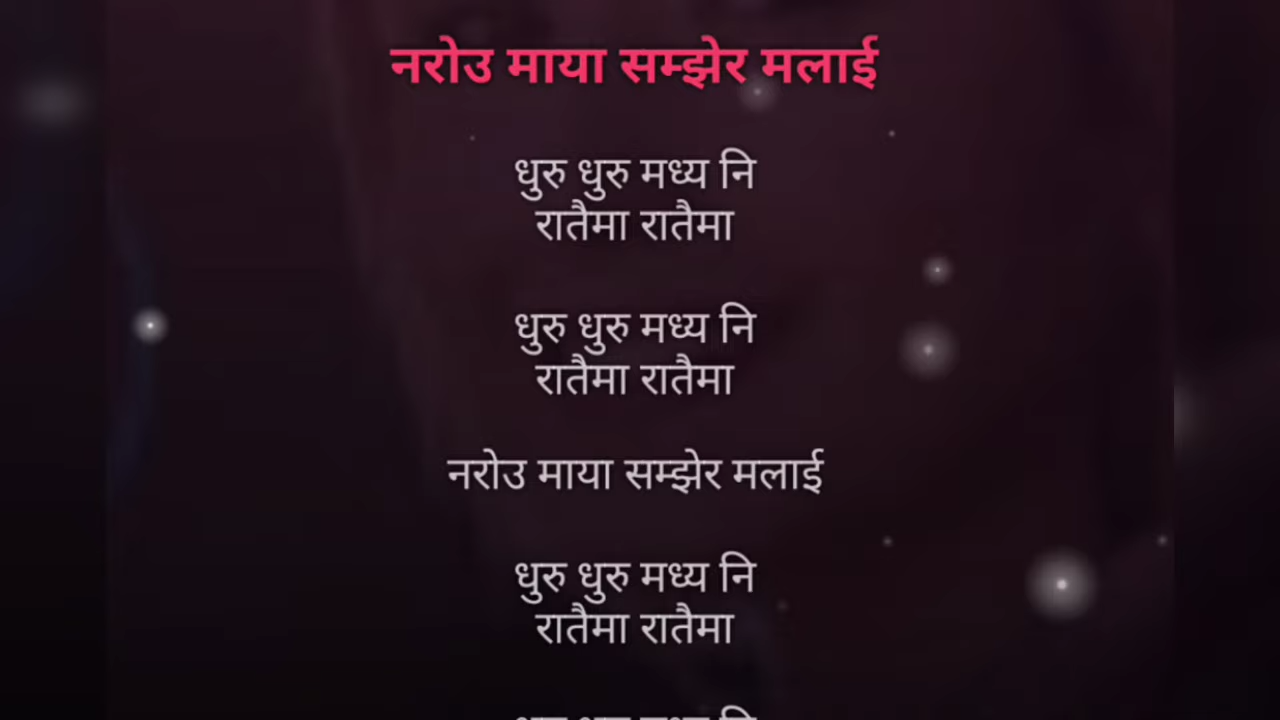 नरोउ माया सम्झेर मलाई
धुरु धुरु मध्य नि
रातैमा रातैमा
धुरु धुरु मध्य नि
रातैमा रातैमा
नरोउ माया सम्झेर मलाई
धुरु धुरु मध्य नि
रातैमा रातैमा